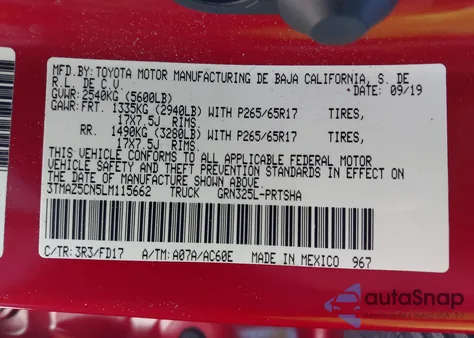 MFD.BY:TOYOTA MOTOR MANUFACTURING DE BAJA CALIFORNIA, S. DE
R.L. DE C.V. DATE: 09/19
GVWR: 2540KG (5600LB)
GAWR:FRT. 1335KG (2940LB) WITH P265/65R17 TIRES,
17X7.5J RIMS
RR. 1490KG (3280LB) WITH P265/65R17 TIRES,
17X7.5J RIMS
THIS VEHICLE CONFORMS TO ALL FEDERAL MOTOR
VEHICLE SAFETY AND THEFT PREVENTION STANDARDS IN EFFECT
ON THE DATE OF MANUFACTURE SHOWN ABOVE.
3TMAZ5CN5LM115662 TRUCK GRN325L-PRTSHA
C/TR: 3R3/FD17 A/TM: A07A/AC60E MADE IN MEXICO 967
autoSnap